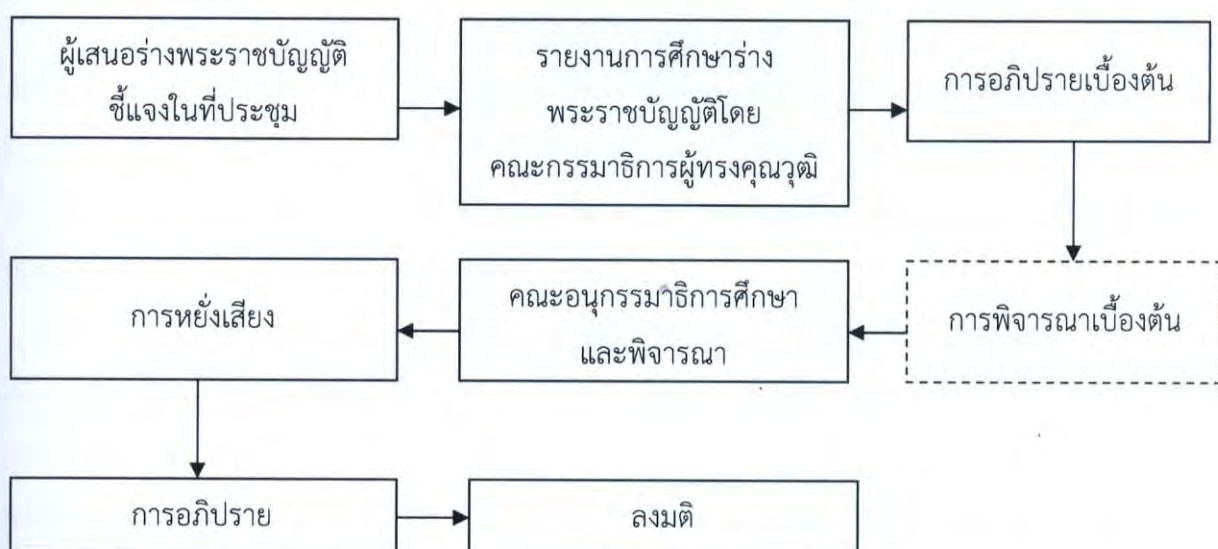 ผู้เสนอร่างพระราชบัญญัติ
ชี้แจงในที่ประชุม
รายงานการศึกษาร่าง
พระราชบัญญัติโดย
คณะกรรมาธิการผู้ทรงคุณวุฒิ
การอภิปรายเบื้องต้น
การพิจารณาเบื้องต้น
คณะอนุกรรมาธิการศึกษา
และพิจารณา
การหยั่งเสียง
การอภิปราย
ลงมติ